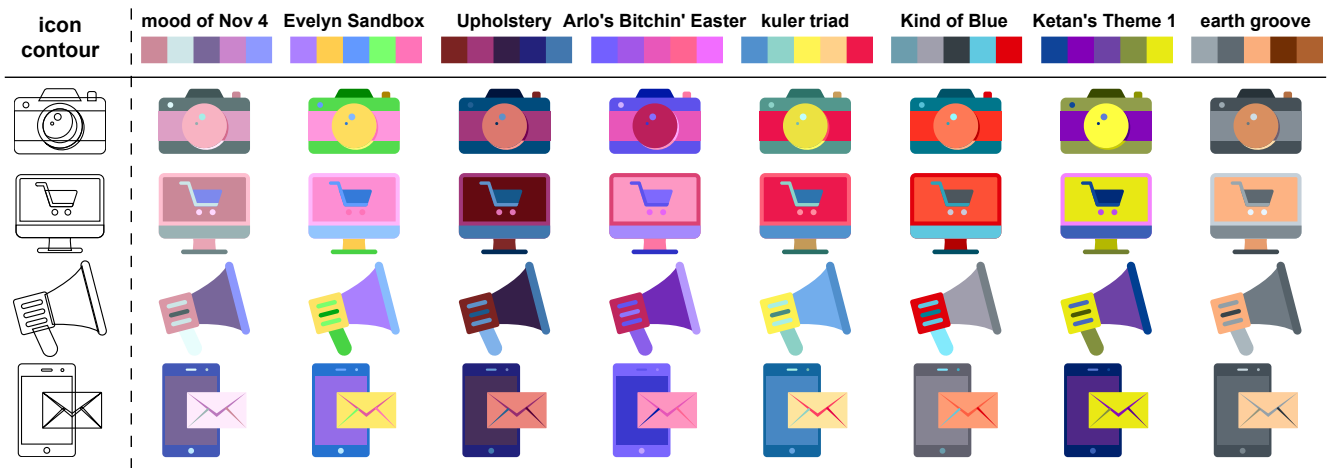 icon
contour
mood of Nov 4
Evelyn Sandbox
Upholstery
Arlo's Bitchin' Easter
kuler triad
Kind of Blue
Ketan's Theme 1
earth groove